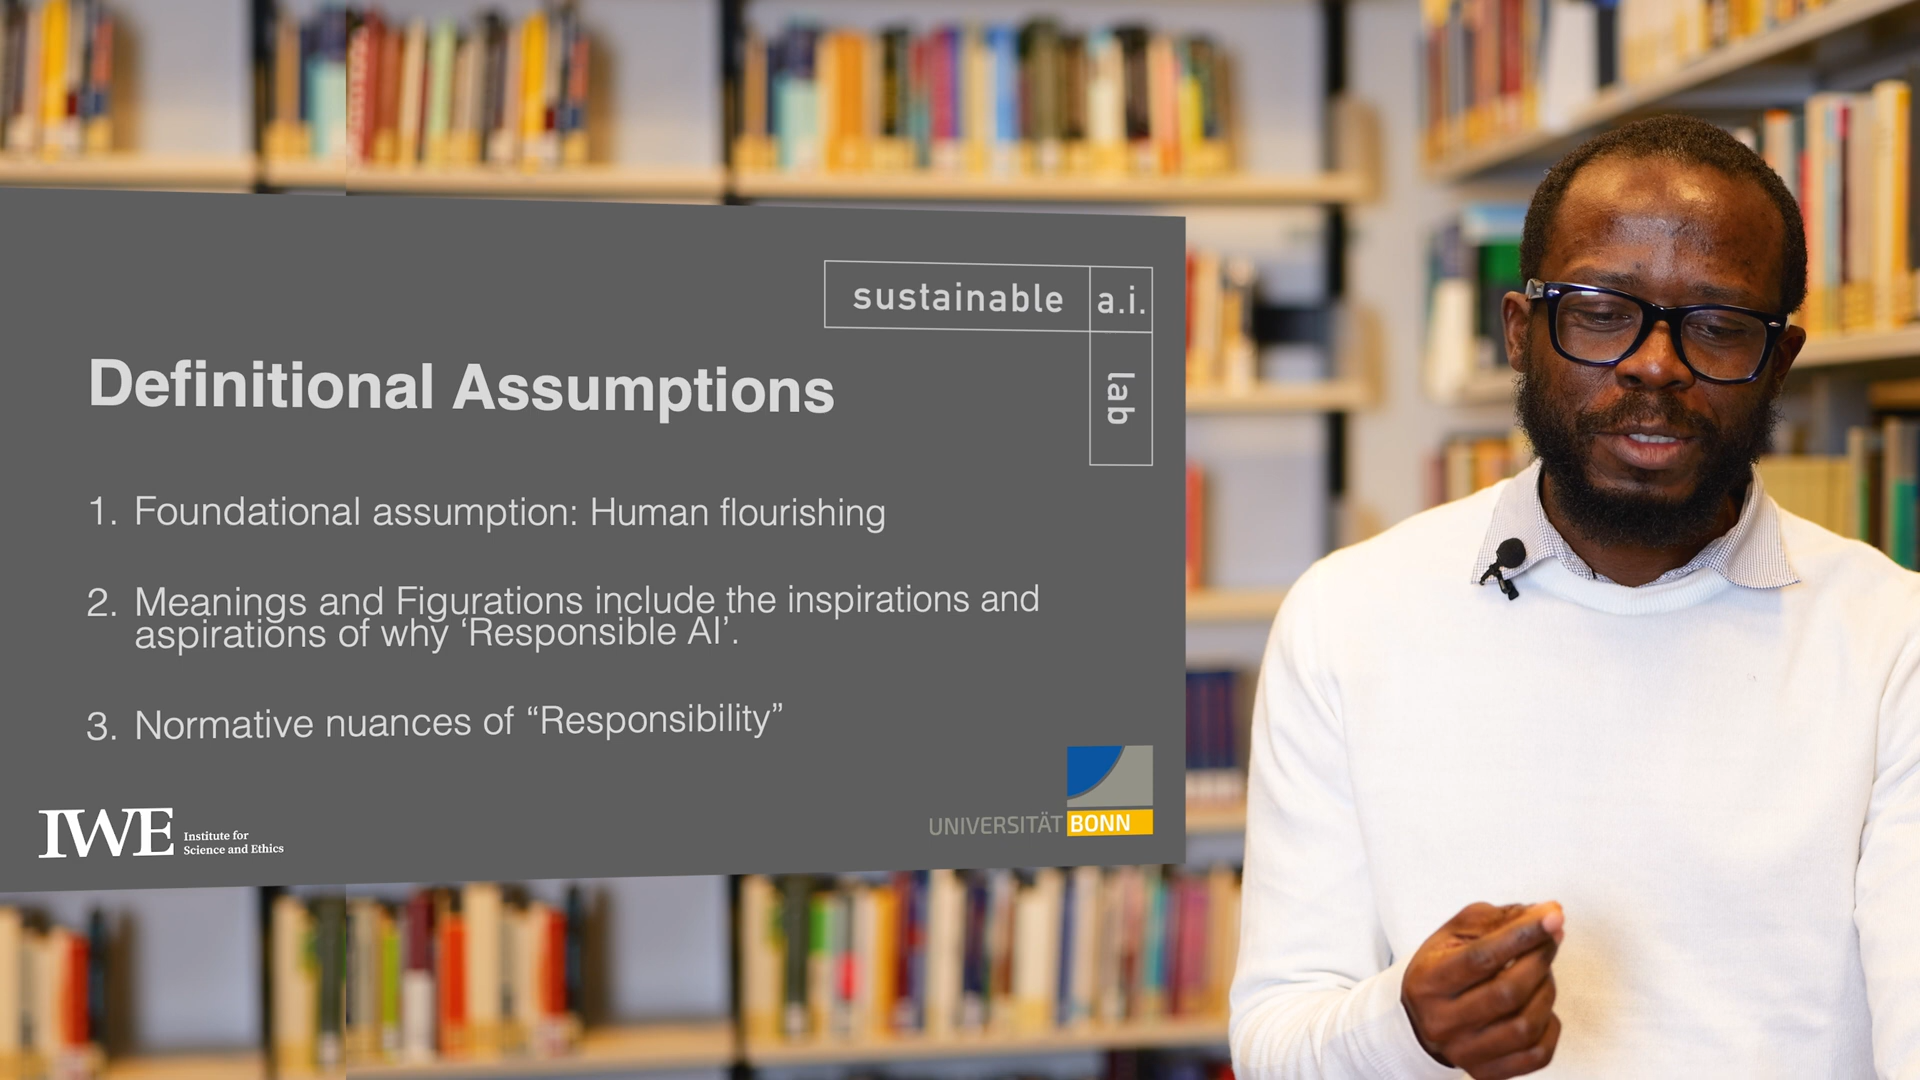 sustainable a.i.
lab
Definitional Assumptions
1. Foundational assumption: Human flourishing
2. Meanings and Figurations include the inspirations and
aspirations of why ‘Responsible AI’.
3. Normative nuances of “Responsibility”
IWE Institute for
Science and Ethics
UNIVERSITÄT BONN